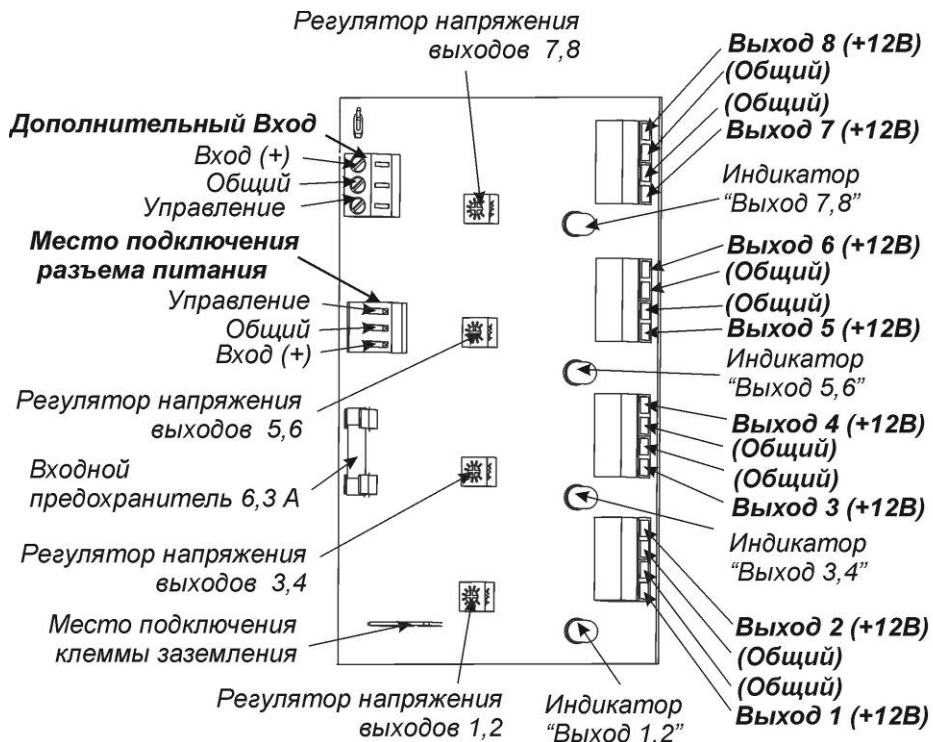 Регулятор напряжения
выходов 7,8
Дополнительный Вход
Вход (+)
Общий
Управление
Место подключения
разъема питания
Управление
Общий
Вход (+)
Регулятор напряжения
выходов 5,6
Входной
предохранитель 6,3 А
Регулятор напряжения
выходов 3,4
Место подключения
клеммы заземления
Регулятор напряжения
выходов 1,2
Выход 8 (+12В)
(Общий)
(Общий)
Выход 7 (+12В)
Индикатор
“Выход 7,8”
Выход 6 (+12В)
(Общий)
(Общий)
Выход 5 (+12В)
Индикатор
“Выход 5,6”
Выход 4 (+12В)
(Общий)
(Общий)
Выход 3 (+12В)
Индикатор
“Выход 3,4”
Выход 2 (+12В)
(Общий)
(Общий)
Выход 1 (+12В)
Индикатор
“Выход 1,2”